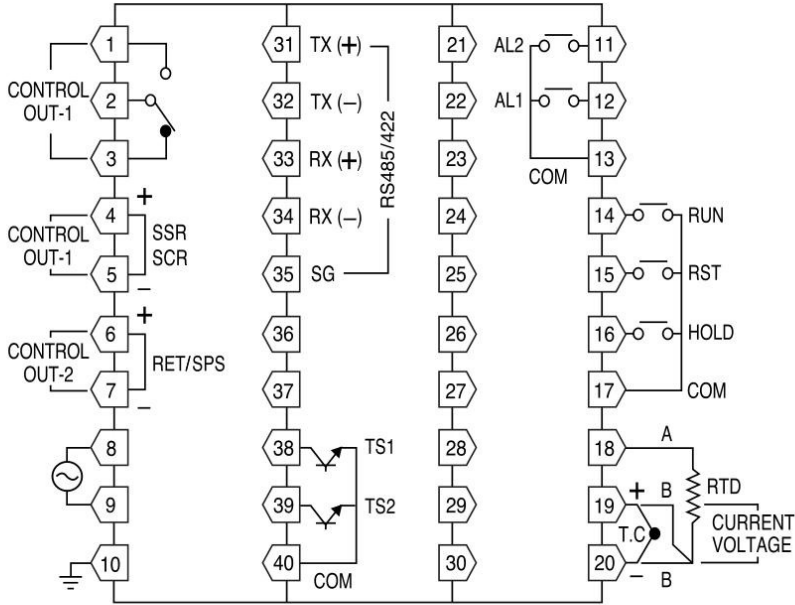 1 31 TX (+) 21 AL2 11
CONTROL
OUT-1
2 32 TX (–) 22 AL1 12
3 33 RX (+) 23 13
RS485/422
COM
4 + 34 RX (–) 24 14 RUN
CONTROL
OUT-1
SSR
SCR
5 – 35 SG 25 15 RST
6 + 36 26 16 HOLD
CONTROL
OUT-2
RET/SPS
7 – 37 27 17 COM
8 38 TS1 28 18 A
RTD
9 39 TS2 29 19 + B
CURRENT
VOLTAGE
T.C
10 40 COM 30 20 – B